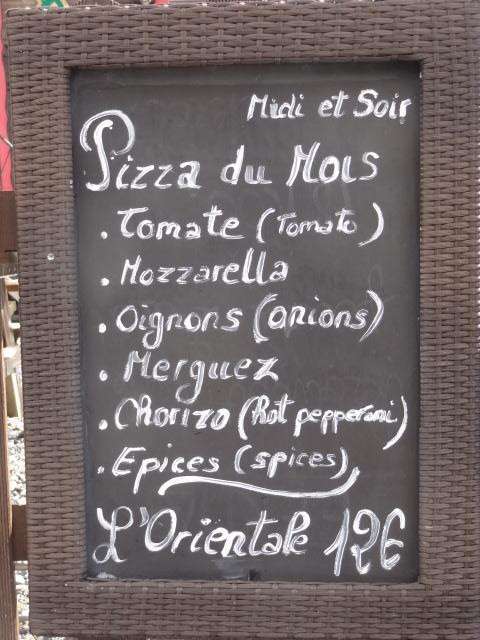 Midi et Soir
Pizza du Mois
. Tomate (Tomato)
. Mozzarella
. Oignons (onions)
. Merguez
. Chorizo (hot pepperoni)
. Epices (spices)
L'Orientale 12€